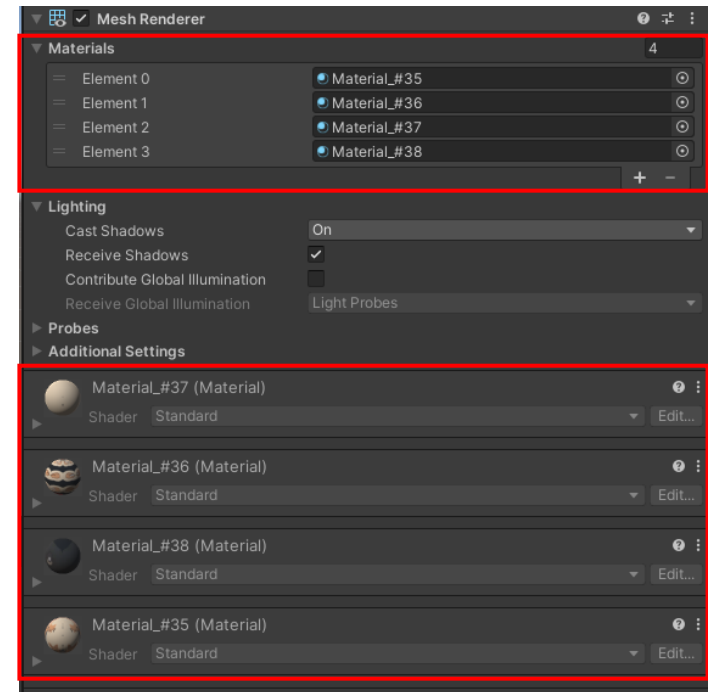 Mesh Renderer
Materials 4
Element 0 Material_#35
Element 1 Material_#36
Element 2 Material_#37
Element 3 Material_#38
Lighting
Cast Shadows On
Receive Shadows
Contribute Global Illumination
Receive Global Illumination Light Probes
Probes
Additional Settings
Material_#37 (Material)
Shader Standard Edit...
Material_#36 (Material)
Shader Standard Edit...
Material_#38 (Material)
Shader Standard Edit...
Material_#35 (Material)
Shader Standard Edit...